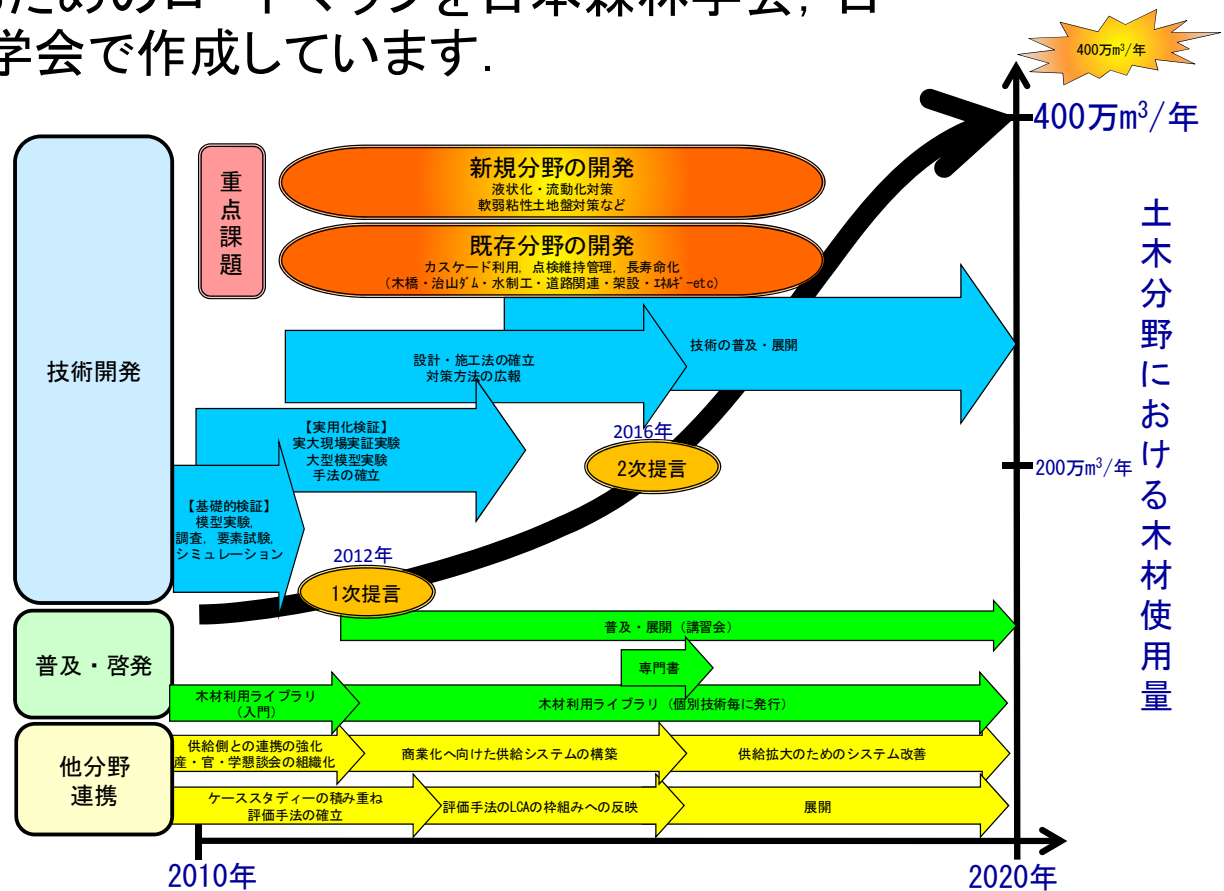 のためのロードマップを日本森林学会，日
学会で作成しています．
400万m³/年
400万m³/年
重点課題
新規分野の開発
液状化・流動化対策
軟弱粘性土地盤対策など
既存分野の開発
カスケード利用，点検維持管理，長寿命化
（木橋・治山ﾀﾞﾑ・水制工・道路関連・架設・ｴﾈﾙｷﾞｰetc）
技術開発
技術の普及・展開
設計・施工法の確立
対策方法の広報
【実用化検証】
実大現場実証実験
大型模型実験
手法の確立
【基礎的検証】
模型実験，
調査，要素試験，
シミュレーション
2016年
2次提言
2012年
1次提言
200万m³/年
土木分野における木材使用量
普及・啓発
普及・展開（講習会）
専門書
木材利用ライブラリ
（入門）
木材利用ライブラリ（個別技術毎に発行）
他分野
連携
供給側との連携の強化
産・官・学懇談会の組織化
商業化へ向けた供給システムの構築
供給拡大のためのシステム改善
ケーススタディーの積み重ね
評価手法の確立
評価手法のLCAの枠組みへの反映
展開
2010年
2020年